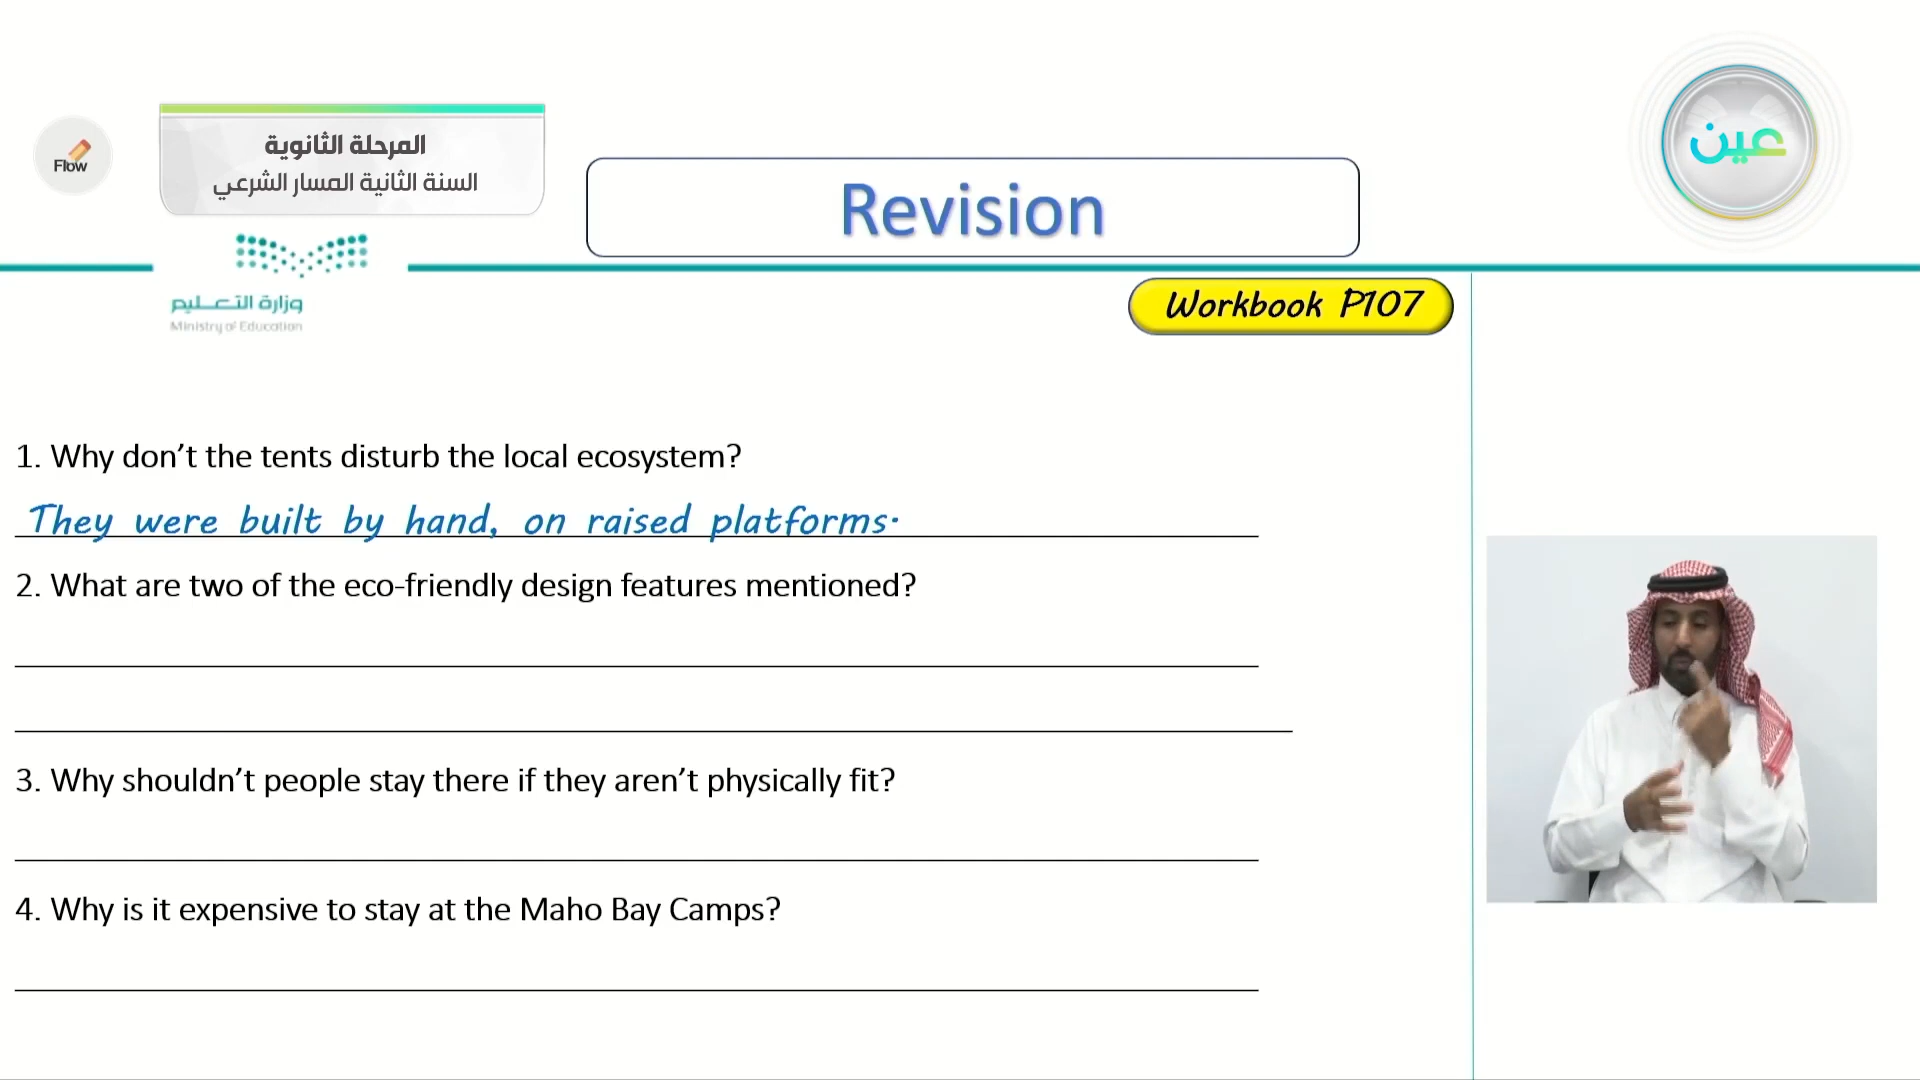 Flow
المرحلة الثانوية
السنة الثانية المسار الشرعي
Revision
عين
وزارة التعليم
Ministry of Education
Workbook P107
1. Why don’t the tents disturb the local ecosystem?
They were built by hand, on raised platforms.
2. What are two of the eco-friendly design features mentioned?
3. Why shouldn’t people stay there if they aren’t physically fit?
4. Why is it expensive to stay at the Maho Bay Camps?